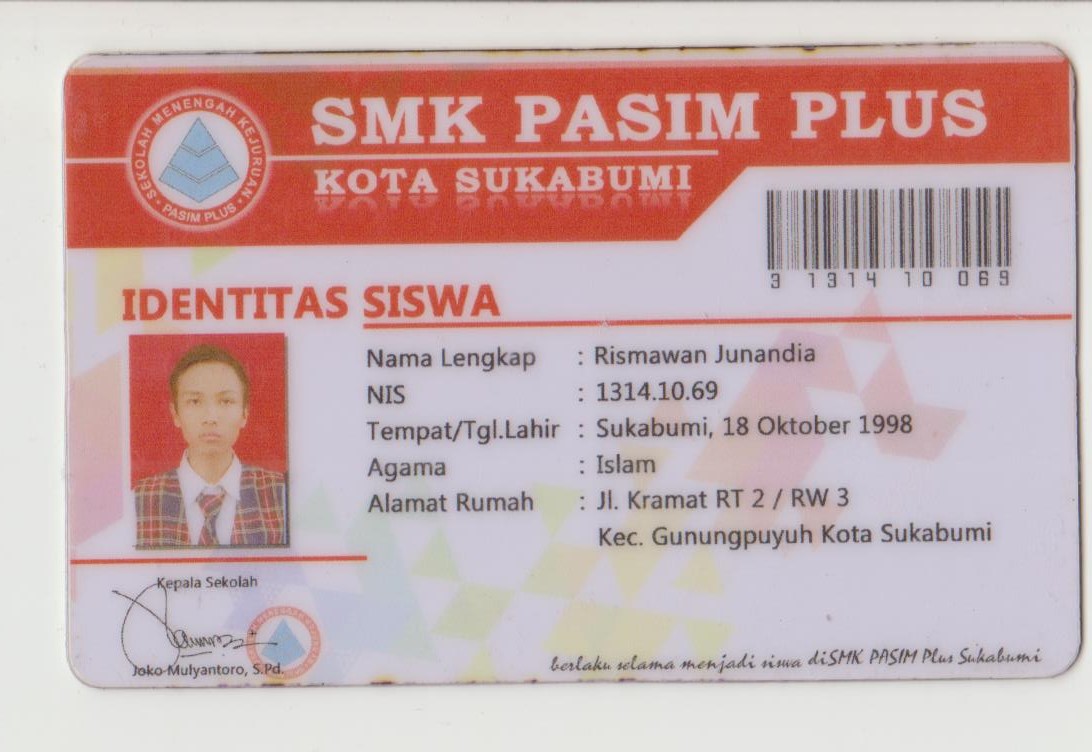 SMK PASIM PLUS
KOTA SUKABUMI
SEKOLAH MENENGAH KEJURUAN
PASIM PLUS
3 1314 10 069
IDENTITAS SISWA
Nama Lengkap : Rismawan Junandia
NIS : 1314.10.69
Tempat/Tgl.Lahir : Sukabumi, 18 Oktober 1998
Agama : Islam
Alamat Rumah : Jl. Kramat RT 2 / RW 3
Kec. Gunungpuyuh Kota Sukabumi
Kepala Sekolah
Joko Mulyantoro, S.Pd.
berlaku selama menjadi siswa diSMK PASIM Plus Sukabumi